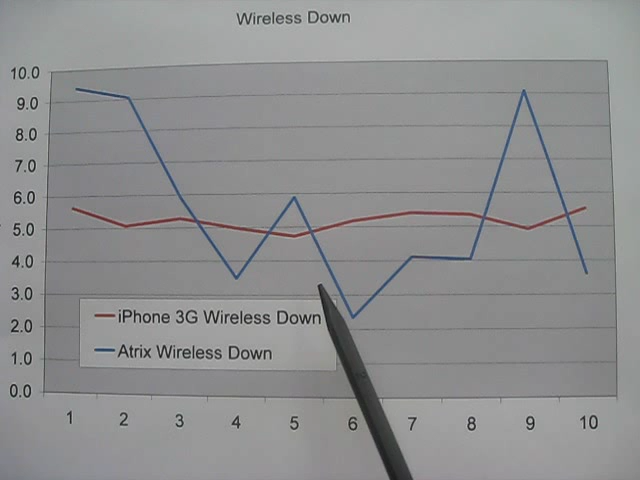 Wireless Down
10.0
9.0
8.0
7.0
6.0
5.0
4.0
3.0
2.0
1.0
0.0
iPhone 3G Wireless Down
Atrix Wireless Down
1 2 3 4 5 6 7 8 9 10